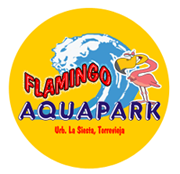 FLAMINGO
AQUAPARK
Urb. La Siesta, Torrevieja